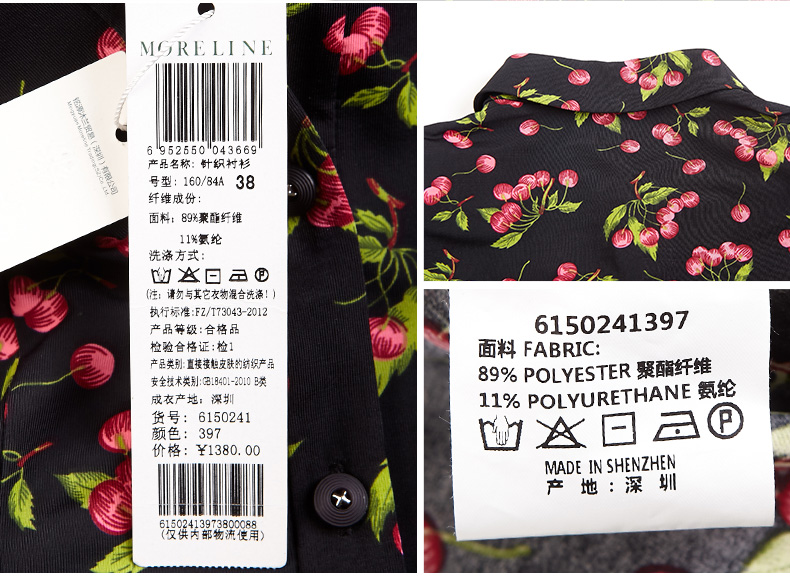 MORELINE
6 952550 043669
产品名称：针织衬衫
号型：160/84A 38
纤维成份：
面料：89%聚酯纤维
11%氨纶
洗涤方式：
P
(注：请勿与其它衣物混合洗涤！)
执行标准:FZ/T73043-2012
产品等级:合格品
检验合格证:检1
产品类别:直接接触皮肤的纺织产品
安全技术类别:GB18401-2010 B类
成衣产地：深圳
货号：6150241
颜色：397
价格：¥1380.00
61502413973800088
(仅供内部物流使用)
6150241397
面料 FABRIC:
89% POLYESTER 聚酯纤维
11% POLYURETHANE 氨纶
P
MADE IN SHENZHEN
产地：深圳